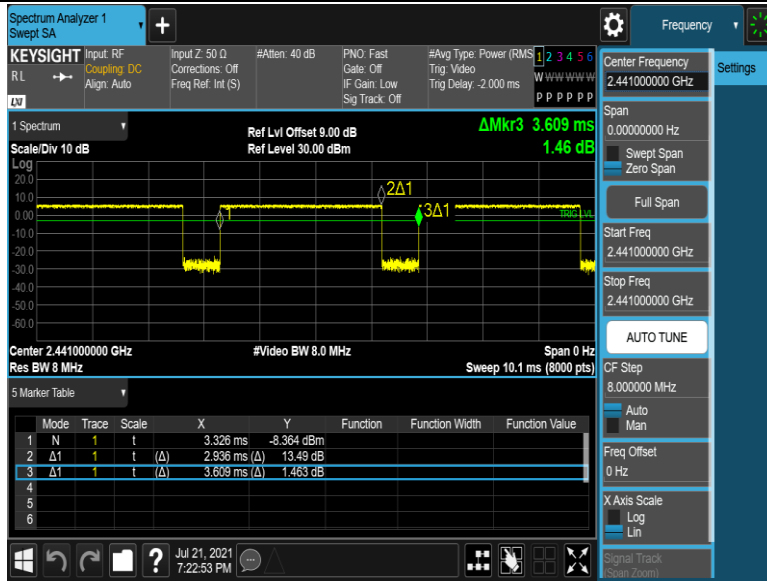 Spectrum Analyzer 1
Swept SA
+
Frequency
KEYSIGHT
Input: RF
Input Z: 50 Ω
#Atten: 40 dB
PNO: Fast
#Avg Type: Power (RMS
1 2 3 4 5 6
RL
Coupling: DC
Corrections: Off
Gate: Off
Trig: Video
W W W W W W
Align: Auto
Freq Ref: Int (S)
IF Gain: Low
Trig Delay: -2.000 ms
Sig Track: Off
P P P P P P
LXI
Center Frequency
2.441000000 GHz
Settings
Span
0.00000000 Hz
Swept Span
Zero Span
Full Span
Start Freq
2.441000000 GHz
Stop Freq
2.441000000 GHz
AUTO TUNE
CF Step
8.000000 MHz
Auto
Man
Freq Offset
0 Hz
X Axis Scale
Log
Lin
Signal Track
(Span Zoom)
1 Spectrum
Ref Lvl Offset 9.00 dB
ΔMkr3 3.609 ms
Scale/Div 10 dB
Ref Level 30.00 dBm
1.46 dB
Log
20.0
10.0
0.00
-10.0
-20.0
-30.0
-40.0
-50.0
-60.0
2Δ1
1
3Δ1
TRIG LVL
Center 2.441000000 GHz
#Video BW 8.0 MHz
Span 0 Hz
Res BW 8 MHz
Sweep 10.1 ms (8000 pts)
5 Marker Table
Mode Trace Scale X Y Function Function Width Function Value
1 N 1 t 3.326 ms -8.364 dBm
2 Δ1 1 t (Δ) 2.936 ms (Δ) 13.49 dB
3 Δ1 1 t (Δ) 3.609 ms (Δ) 1.463 dB
4
5
6
?
Jul 21, 2021
7:22:53 PM